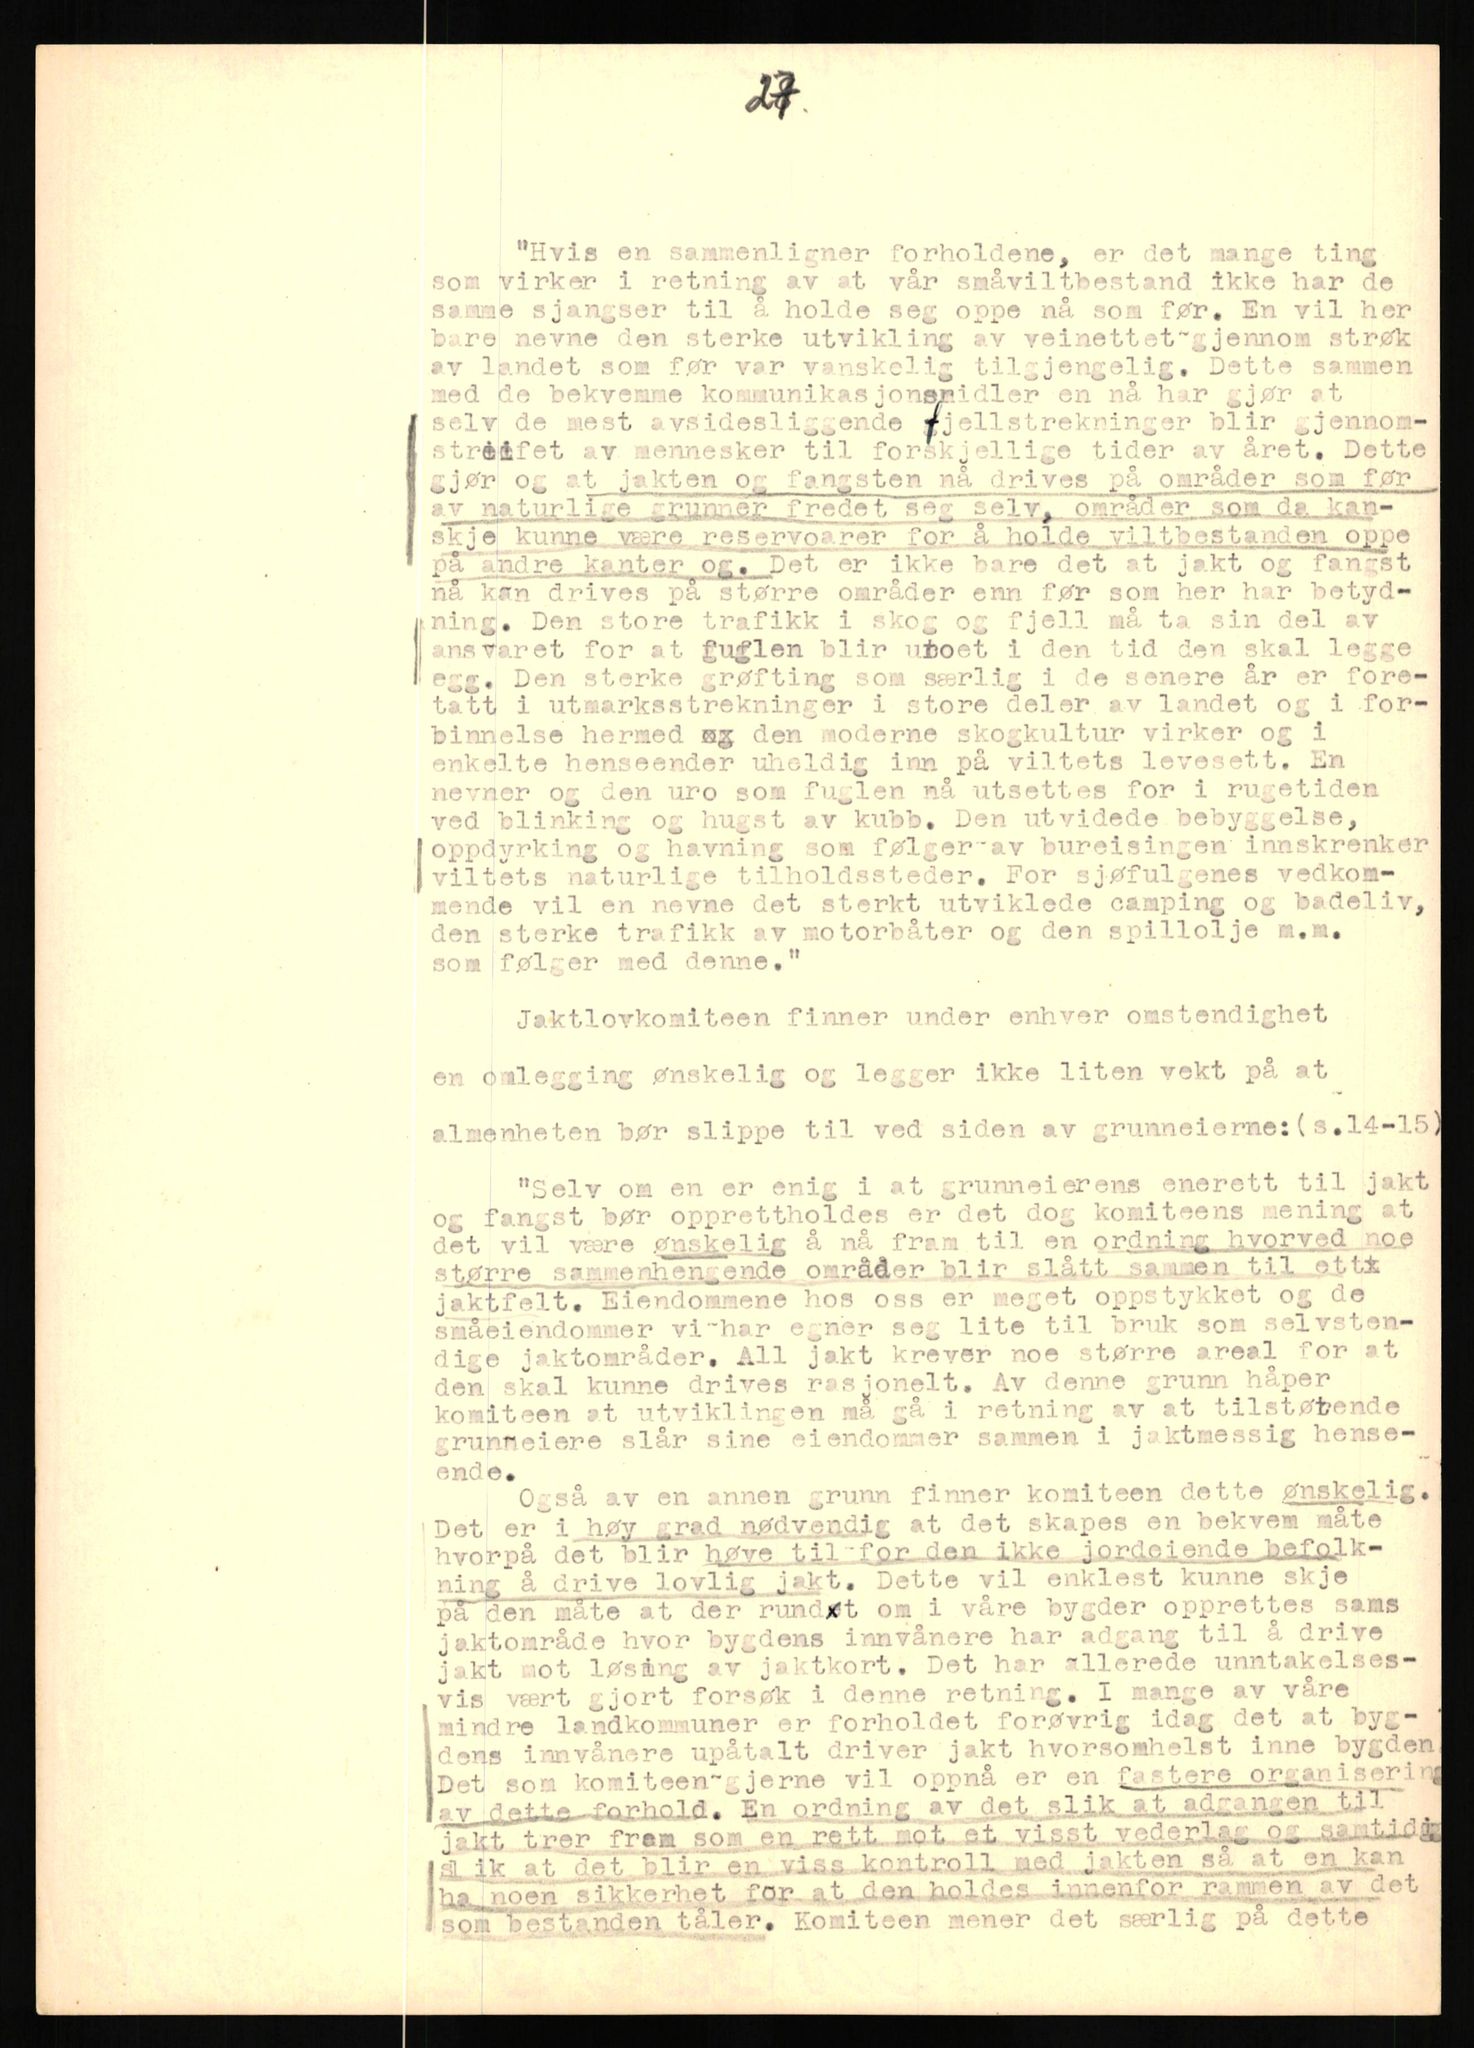 27.
"Hvis en sammenligner forholdene, er det mange ting
som virker i retning av at vår småviltbestand ikke har de
samme sjangser til å holde seg oppe nå som før. En vil her
bare nevne den sterke utvikling av veinettet gjennom strøk
av landet som før var vanskelig tilgjengelig. Dette sammen
med de bekvemme kommunikasjonsmidler en nå har gjør at
selv de mest avsidesliggende fjellstrekninger blir gjennom-
streifet av mennesker til forskjellige tider av året. Dette
gjør og at jakten og fangsten nå drives på områder som før
av naturlige grunner fredet seg selv, områder som da kan-
skje kunne være reservoarer for å holde viltbestanden oppe
på andre kanter og. Det er ikke bare det at jakt og fangst
nå kan drives på større områder enn før som her har betyd-
ning. Den store trafikk i skog og fjell må ta sin del av
ansvaret for at fuglen blir uroet i den tid den skal legge
egg. Den sterke grøfting som særlig i de senere år er fore-
tatt i utmarksstrekninger i store deler av landet og i for-
binnelse hermed og den moderne skogkultur virker og i
enkelte henseender uheldig inn på viltets levesett. En
nevner og den uro som fuglen nå utsettes for i rugetiden
ved blinking og hugst av kubb. Den utvidede bebyggelse,
oppdyrking og havning som følger av bureisingen innskrenker
viltets naturlige tilholdssteder. For sjøfulgenes vedkom-
mende vil en nevne det sterkt utviklede camping og badeliv,
den sterke trafikk av motorbåter og den spillolje m.m.
som følger med denne."
Jaktlovkomiteen finner under enhver omstendighet
en omlegging ønskelig og legger ikke liten vekt på at
almenheten bør slippe til ved siden av grunneierne:(s.14-15)
"Selv om en er enig i at grunneierens enerett til jakt
og fangst bør opprettholdes er det dog komiteens mening at
det vil være ønskelig å nå fram til en ordning hvorved noe
større sammenhengende områder blir slått sammen til ett
jaktfelt. Eiendommene hos oss er meget oppstykket og de
småeiendommer vi har egner seg lite til bruk som selvsten-
dige jaktområder. All jakt krever noe større areal for at
den skal kunne drives rasjonelt. Av denne grunn håper
komiteen at utviklingen må gå i retning av at tilstøtende
grunneiere slår sine eiendommer sammen i jaktmessig hense-
ende.
Også av en annen grunn finner komiteen dette ønskelig.
Det er i høy grad nødvendig at det skapes en bekvem måte
hvorpå det blir høve til for den ikke jordeiende befolk-
ning å drive lovlig jakt. Dette vil enklest kunne skje
på den måte at der rundt om i våre bygder opprettes sams
jaktområde hvor bygdens innvånere har adgang til å drive
jakt mot løsing av jaktkort. Det har allerede unntakelses-
vis vært gjort forsøk i denne retning. I mange av våre
mindre landkommuner er forholdet forøvrig idag det at byg-
dens innvånere upåtalt driver jakt hvorsomhelst inne bygden
Det som komiteen gjerne vil oppnå er en fastere organisering
av dette forhold. En ordning av det slik at adgangen til
jakt trer fram som en rett mot et visst vederlag og samtidig
slik at det blir en viss kontroll med jakten så at en kan
ha noen sikkerhet for at den holdes innenfor rammen av det
som bestanden tåler. Komiteen mener det særlig på dette